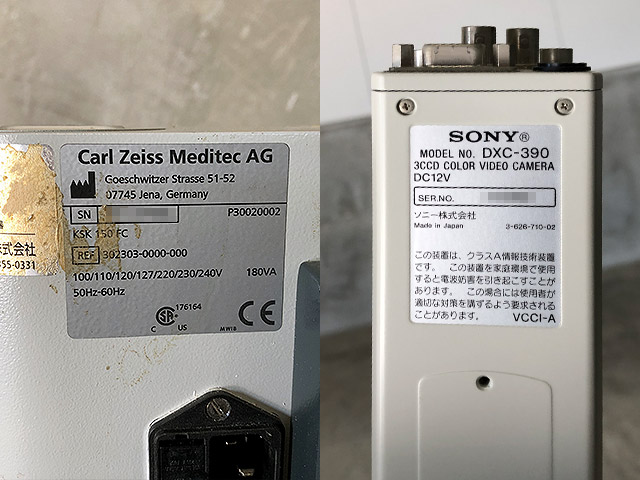 Carl Zeiss Meditec AG
Goeschwitzer Strasse 51-52
07745 Jena, Germany
SN
P30020002
KSK 150 FC
REF 302303-0000-000
100/110/120/127/220/230/240V 180VA
50Hz-60Hz
176164
C SA US
MWIB
CE
式会社
355-0331
SONY®
MODEL NO. DXC-390
3CCD COLOR VIDEO CAMERA
DC12V
SER.NO.
ソニー株式会社
Made in Japan 3-626-710-02
この装置は、クラスA情報技術装置
です。 この装置を家庭環境で使用
すると電波妨害を引き起こすことが
あります。 この場合には使用者が
適切な対策を講ずるよう要求される
ことがあります。 VCCI-A